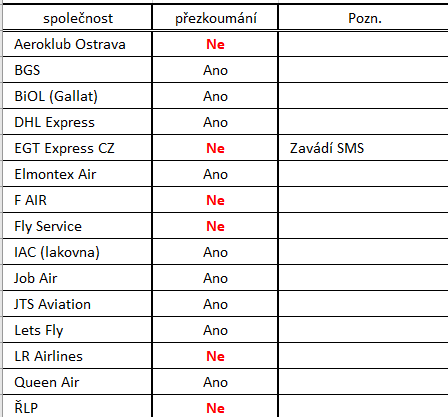 společnost přezkoumání Pozn.
Aeroklub Ostrava Ne
BGS Ano
BiOL (Gallat) Ano
DHL Express Ano
EGT Express CZ Ne Zavádí SMS
Elmontex Air Ano
F AIR Ne
Fly Service Ne
IAC (lakovna) Ano
Job Air Ano
JTS Aviation Ano
Lets Fly Ano
LR Airlines Ne
Queen Air Ano
ŘLP Ne